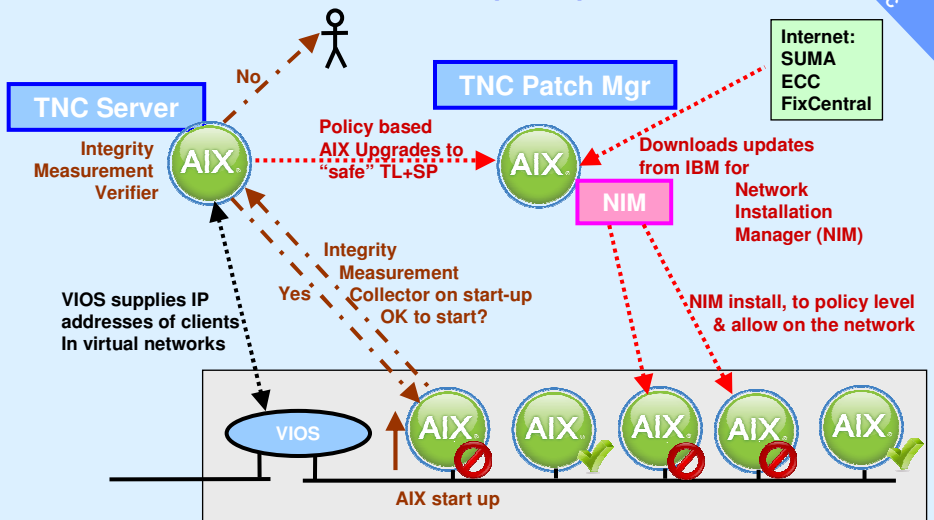 Internet:
SUMA
ECC
FixCentral
No
TNC Server
TNC Patch Mgr
Integrity
Measurement
Verifier
AIX
Policy based
AIX Upgrades to
“safe” TL+SP
AIX
Downloads updates
from IBM for
Network
Installation
Manager (NIM)
NIM
Integrity
Measurement
Collector on start-up
OK to start?
Yes
VIOS supplies IP
addresses of clients
In virtual networks
NIM install, to policy level
& allow on the network
VIOS
AIX
AIX
AIX
AIX
AIX
AIX start up